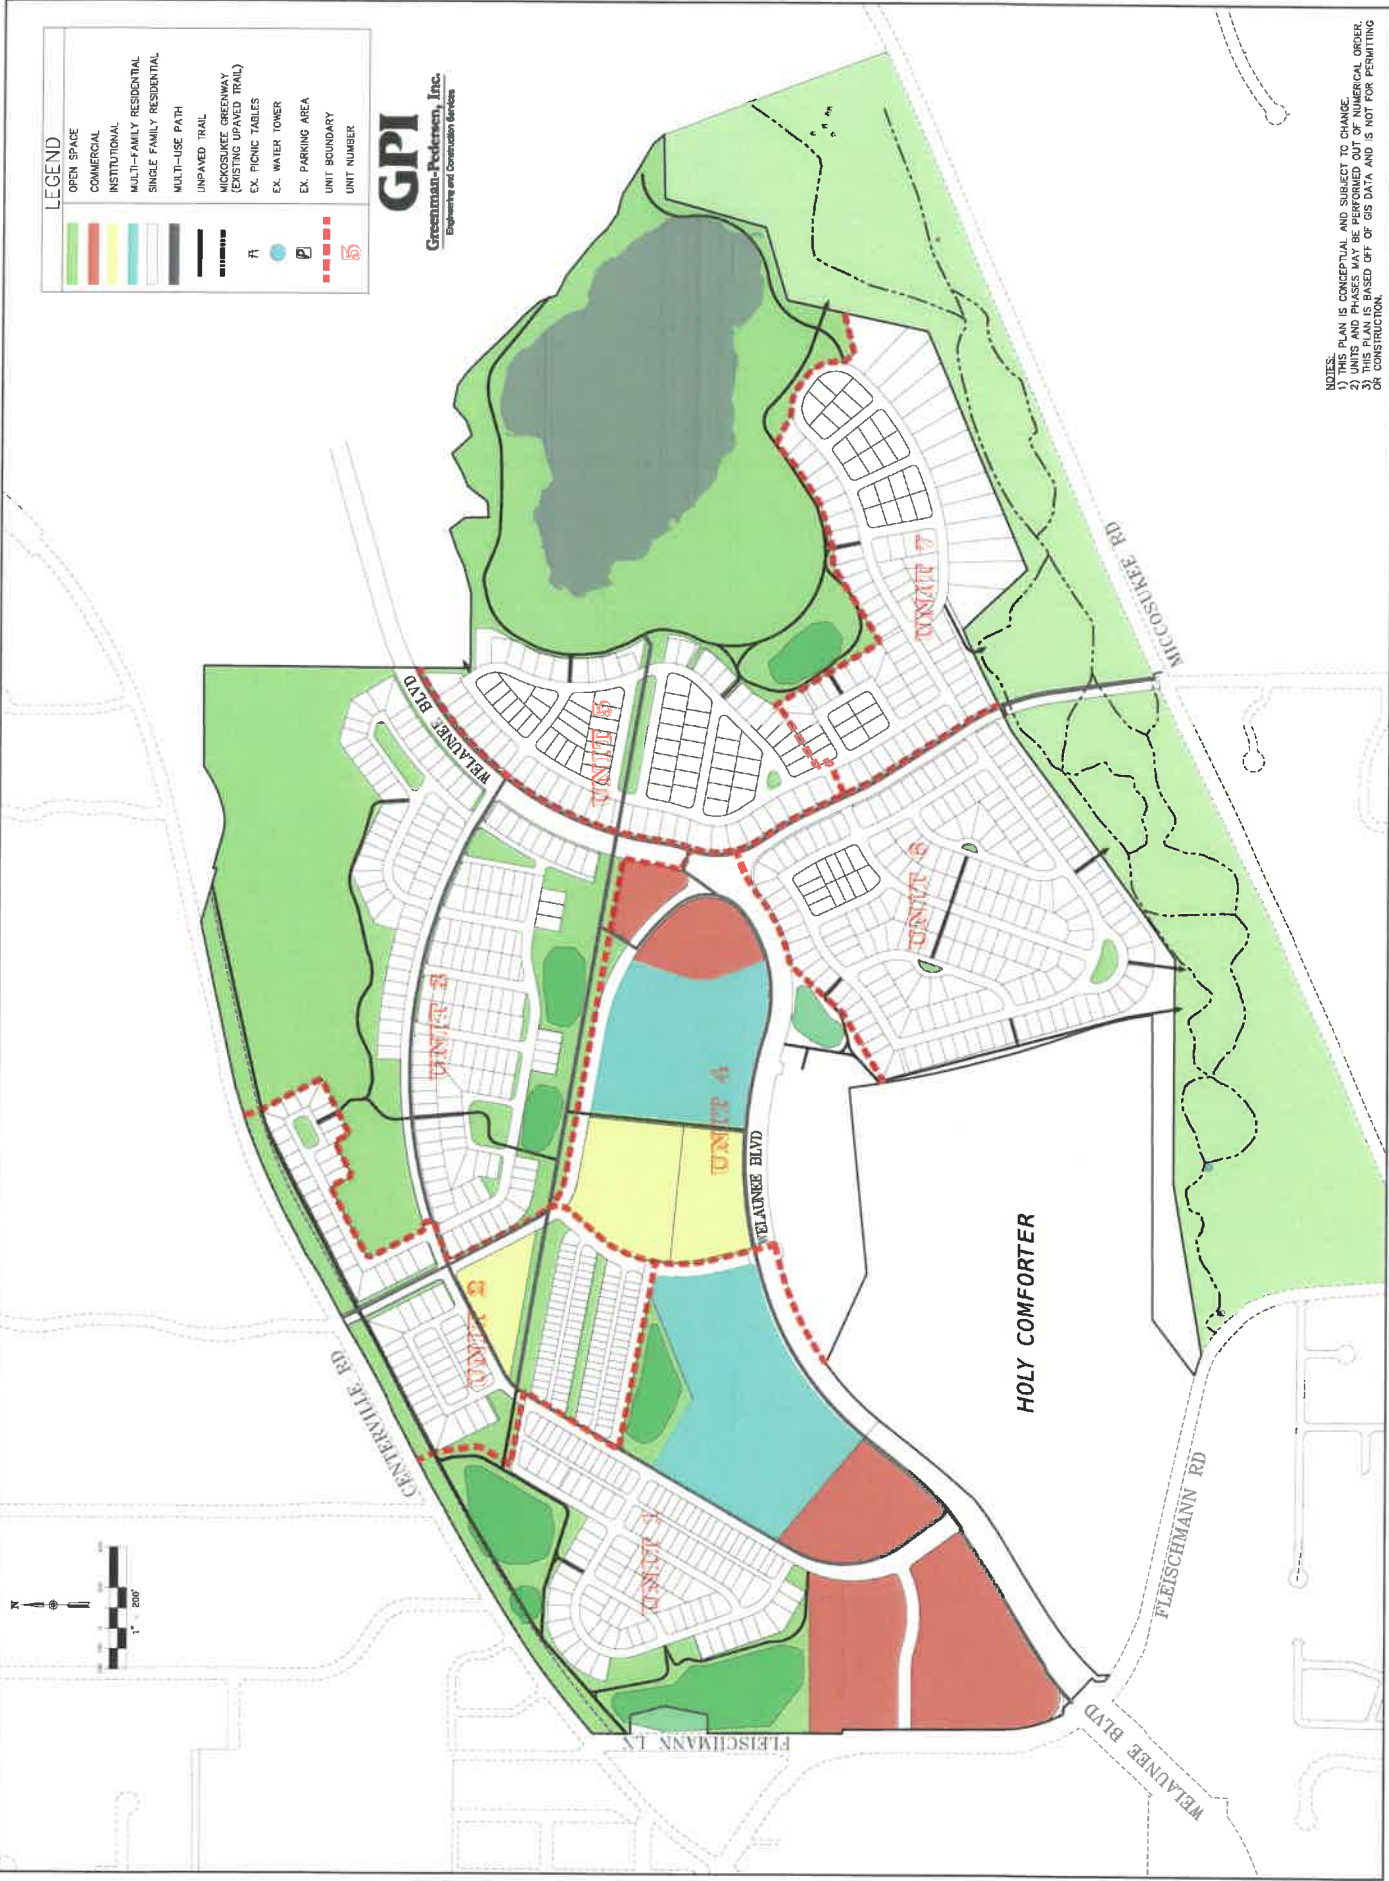 LEGEND
OPEN SPACE
COMMERCIAL
INSTITUTIONAL
MULTI-FAMILY RESIDENTIAL
SINGLE FAMILY RESIDENTIAL
MULTI-USE PATH
UNPAVED TRAIL
MICKOSUKEE GREENWAY
(EXISTING UPAVED TRAIL)
EX. PICNIC TABLES
EX. WATER TOWER
P EX. PARKING AREA
UNIT BOUNDARY
5 UNIT NUMBER
GPI
Greenman-Pedersen, Inc.
Engineering and Construction Services
N
1" 200'
CENTERVILLE RD
FLEISCHMANN LN
WELAUNEE BLVD
WELAUNEE BLVD
WELAUNEE BLVD
FLEISCHMANN RD
MICCOSUKEE RD
HOLY COMFORTER
UNIT 1
UNIT 2
UNIT 3
UNIT 4
UNIT 5
UNIT 7
NOTES:
1) THIS PLAN IS CONCEPTUAL AND SUBJECT TO CHANGE.
2) UNITS AND PHASES MAY BE PERFORMED OUT OF NUMERICAL ORDER.
3) THIS PLAN IS BASED OFF OF GIS DATA AND IS NOT FOR PERMITTING
OR CONSTRUCTION.